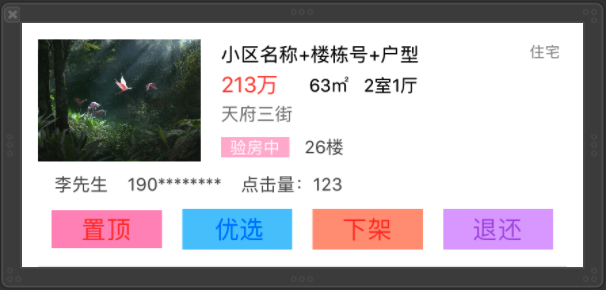 小区名称+楼栋号+户型 住宅
213万 63㎡ 2室1厅
天府三街
验房中 26楼
李先生 190******** 点击量：123
置顶 优选 下架 退还